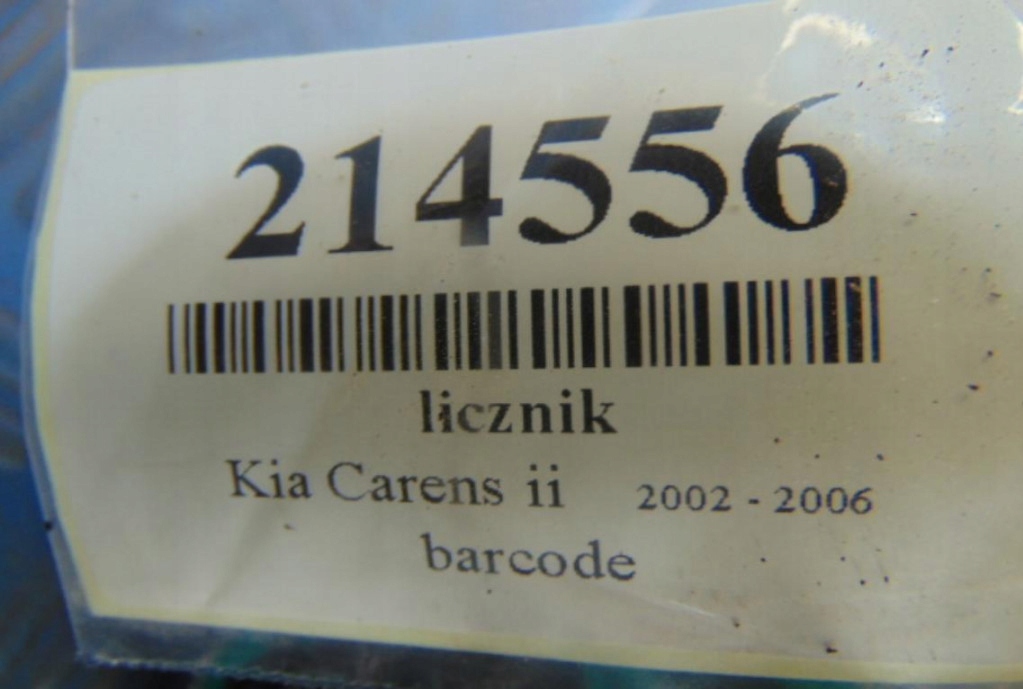 214556
licznik
Kia Carens ii 2002 - 2006
barcode